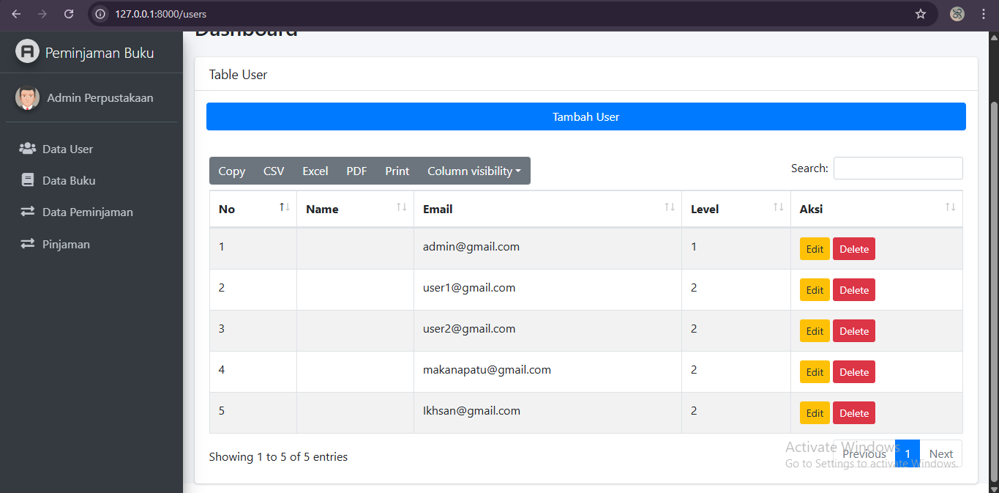 127.0.0.1:8000/users
Dashboard
Peminjaman Buku
Admin Perpustakaan
Data User
Data Buku
Data Peminjaman
Pinjaman
Table User
Tambah User
Copy CSV Excel PDF Print Column visibility
Search:
No Name Email Level Aksi
1 admin@gmail.com 1 Edit Delete
2 user1@gmail.com 2 Edit Delete
3 user2@gmail.com 2 Edit Delete
4 makanapatu@gmail.com 2 Edit Delete
5 Ikhsan@gmail.com 2 Edit Delete
Showing 1 to 5 of 5 entries
Previous 1 Next
Activate Windows
Go to Settings to activate Windows.